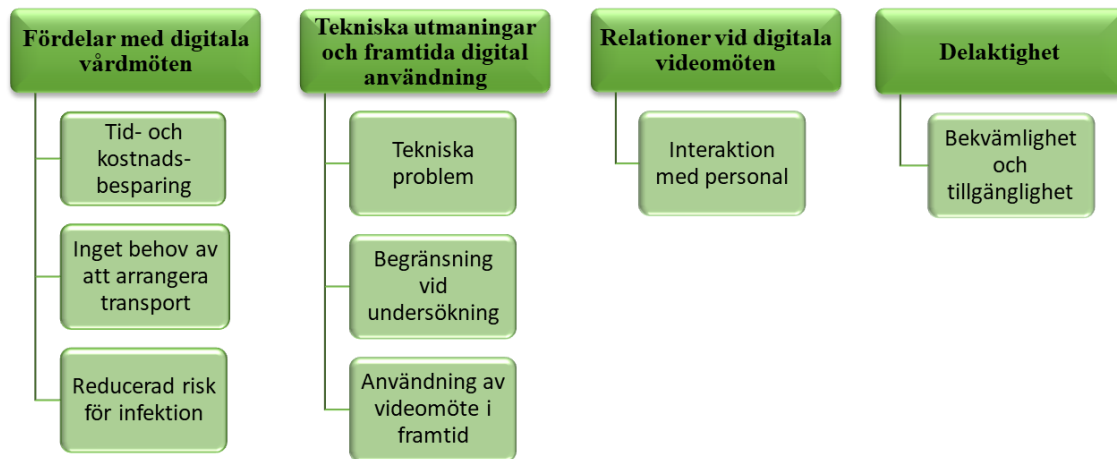 Fördelar med digitala
vårdmöten
Tid- och
kostnads-
besparing
Inget behov av
att arrangera
transport
Reducerad risk
för infektion
Tekniska utmaningar
och framtida digital
användning
Tekniska
problem
Begränsning
vid
undersökning
Användning av
videomöte i
framtid
Relationer vid digitala
videomöten
Interaktion
med personal
Delaktighet
Bekvämlighet
och
tillgänglighet